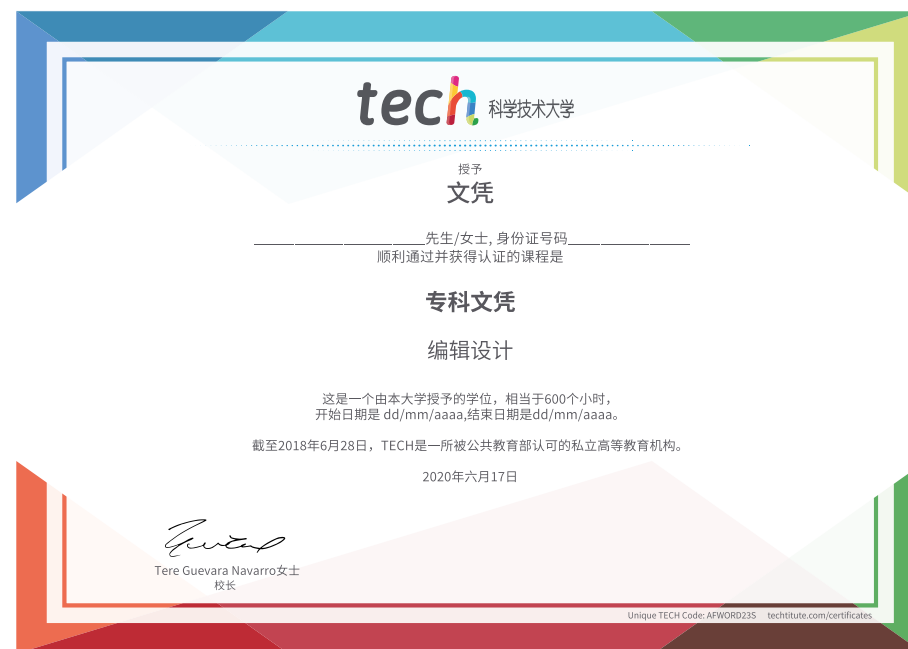 tech 科学技术大学
授予
文凭
先生/女士, 身份证号码
顺利通过并获得认证的课程是
专科文凭
编辑设计
这是一个由本大学授予的学位，相当于600个小时，
开始日期是 dd/mm/aaaa,结束日期是dd/mm/aaaa。
截至2018年6月28日，TECH是一所被公共教育部认可的私立高等教育机构。
2020年六月17日
Tere Guevara Navarro女士
校长
Unique TECH Code: AFWORD23S techtitute.com/certificates